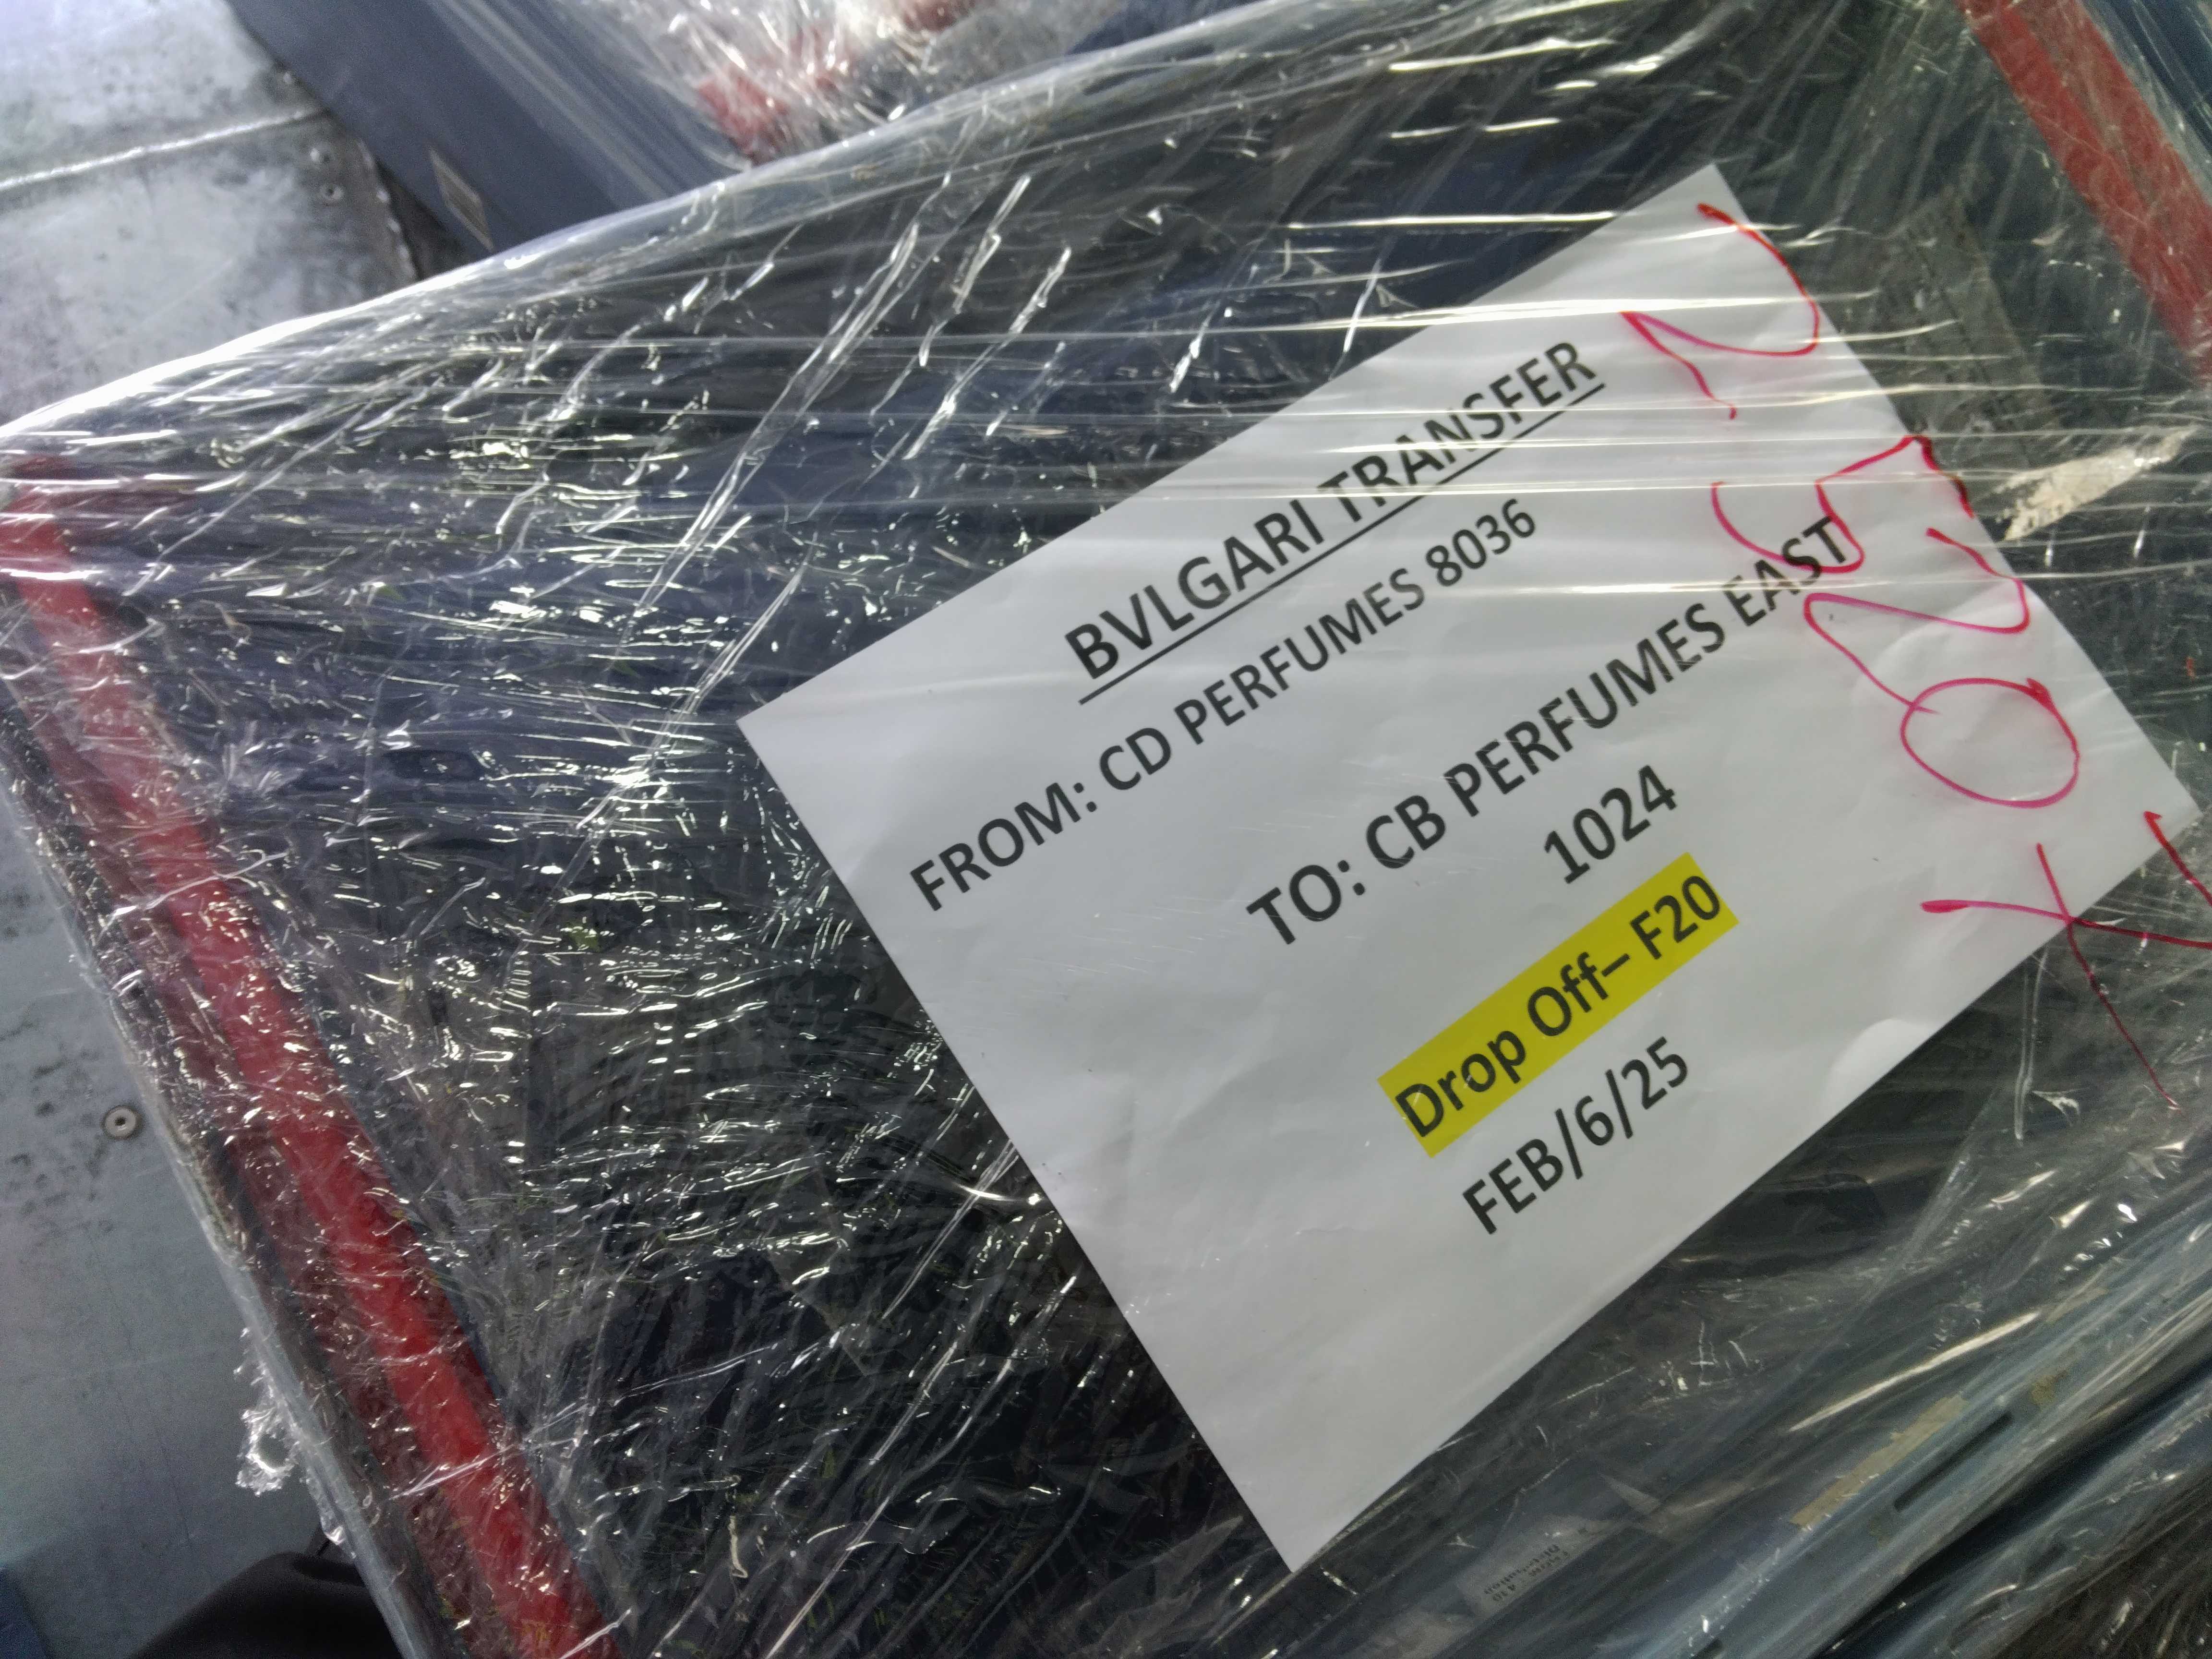 BVLGARI TRANSFER
FROM: CD PERFUMES 8036
TO: CB PERFUMES EAST
1024
Drop Off– F20
FEB/6/25